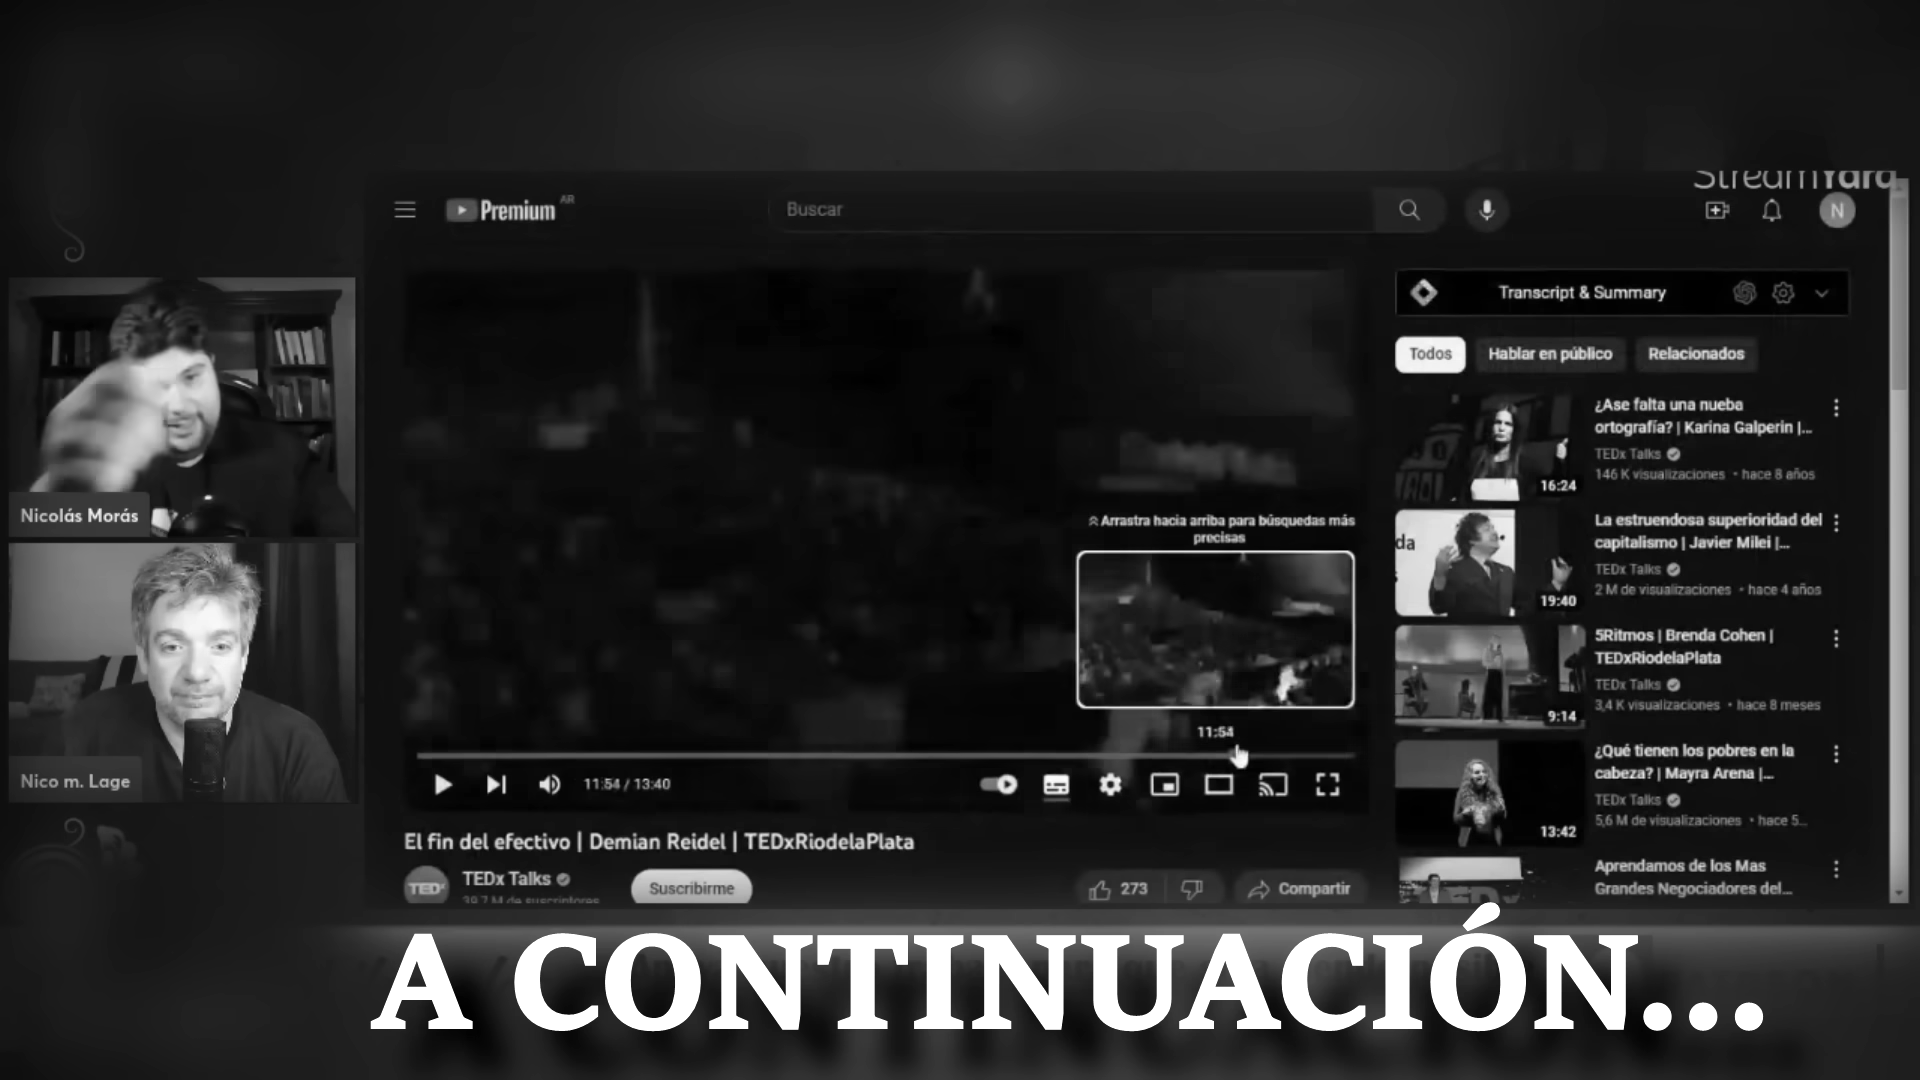 StreamYard
Premium AR
Buscar
N
Transcript & Summary
Todos
Hablar en público
Relacionados
¿Ase falta una nueba
ortografía? | Karina Galperin |...
TEDx Talks
146 K visualizaciones • hace 8 años
16:24
La estruendosa superioridad del
capitalismo | Javier Milei |...
TEDx Talks
2 M de visualizaciones • hace 4 años
da
19:40
5Ritmos | Brenda Cohen |
TEDxRiodelaPlata
TEDx Talks
3,4 K visualizaciones • hace 8 meses
9:14
¿Qué tienen los pobres en la
cabeza? | Mayra Arena |...
TEDx Talks
5,6 M de visualizaciones • hace 5...
13:42
Aprendamos de los Mas
Grandes Negociadores del...
TED
Nicolás Morás
Nico m. Lage
Arrastra hacia arriba para búsquedas más
precisas
11:54
11:54 / 13:40
El fin del efectivo | Demian Reidel | TEDxRiodelaPlata
TEDx
TEDx Talks
39,7 M de suscriptores
Suscribirme
273
Compartir
A CONTINUACIÓN...